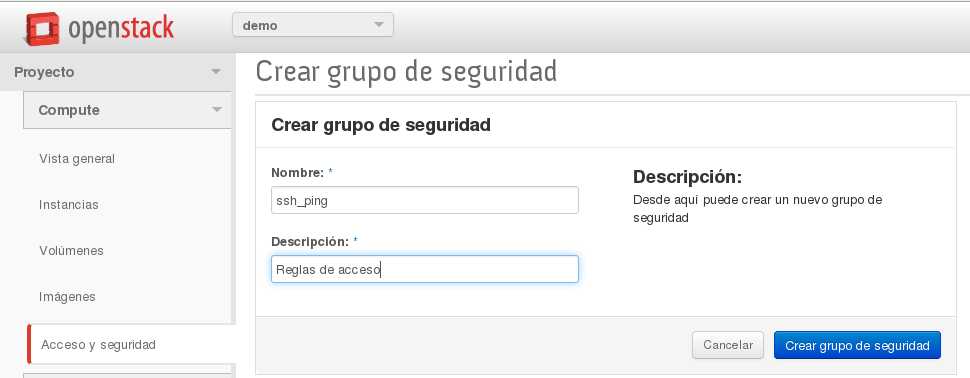 openstack
demo
Proyecto
Compute
Vista general
Instancias
Volúmenes
Imágenes
Acceso y seguridad
Crear grupo de seguridad
Crear grupo de seguridad
Nombre: *
ssh_ping
Descripción: *
Reglas de acceso
Descripción:
Desde aquí puede crear un nuevo grupo de
seguridad
Cancelar
Crear grupo de seguridad